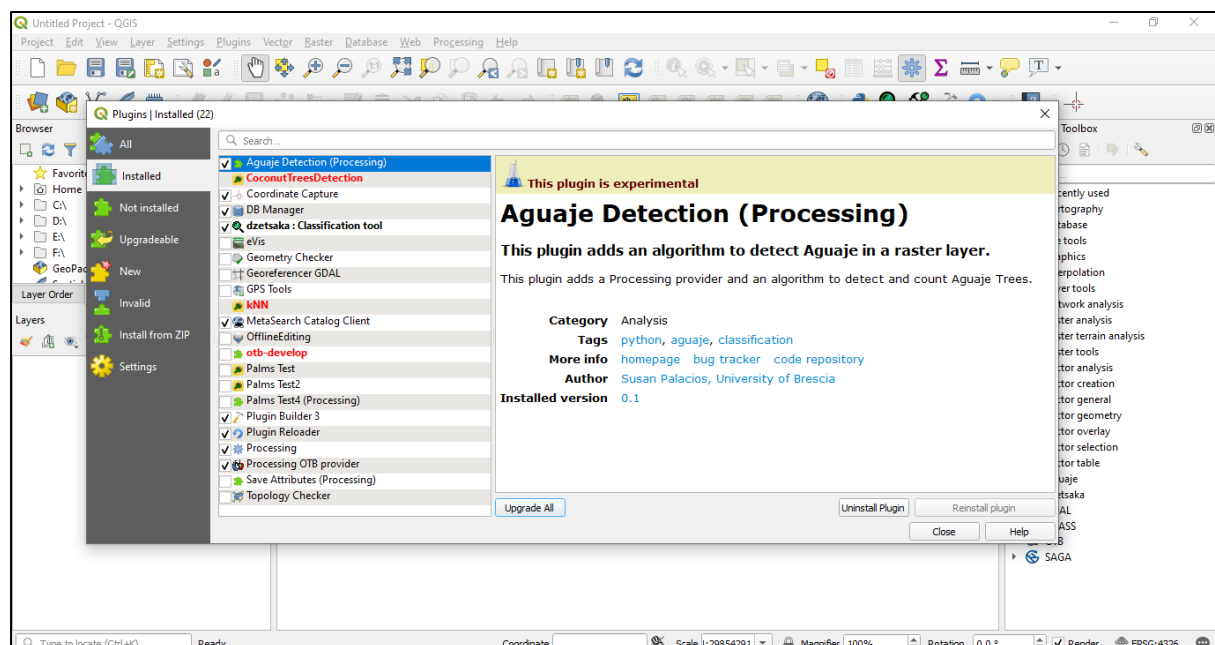 Untitled Project - QGIS
Project Edit View Layer Settings Plugins Vector Raster Database Web Processing Help
Plugins | Installed (22)
Browser
Toolbox
Favorit
Home
C:\
D:\
E:\
F:\
GeoPac
Layer Order
Layers
All
Installed
Not installed
Upgradeable
New
Invalid
Install from ZIP
Settings
Search...
Aguaje Detection (Processing)
CoconutTreesDetection
Coordinate Capture
DB Manager
dzetsaka : Classification tool
eVis
Geometry Checker
Georeferencer GDAL
GPS Tools
kNN
MetaSearch Catalog Client
OfflineEditing
otb-develop
Palms Test
Palms Test2
Palms Test4 (Processing)
Plugin Builder 3
Plugin Reloader
Processing
Processing OTB provider
Save Attributes (Processing)
Topology Checker
This plugin is experimental
Aguaje Detection (Processing)
This plugin adds an algorithm to detect Aguaje in a raster layer.
This plugin adds a Processing provider and an algorithm to detect and count Aguaje Trees.
Category Analysis
Tags python, aguaje, classification
More info homepage bug tracker code repository
Author Susan Palacios, University of Brescia
Installed version 0.1
Upgrade All
Uninstall Plugin
Reinstall plugin
Close
Help
cently used
rtography
tabase
e tools
aphics
erpolation
yer tools
twork analysis
ster analysis
ster terrain analysis
ster tools
ctor analysis
ctor creation
ctor general
ctor geometry
ctor overlay
ctor selection
ctor table
uaje
etsaka
AL
ASS
SAGA
Type to locate (Ctrl+K)
Ready
Coordinate
Scale 1:29854291
Magnifier 100%
Rotation 0.0 °
Render
EPSG:4326